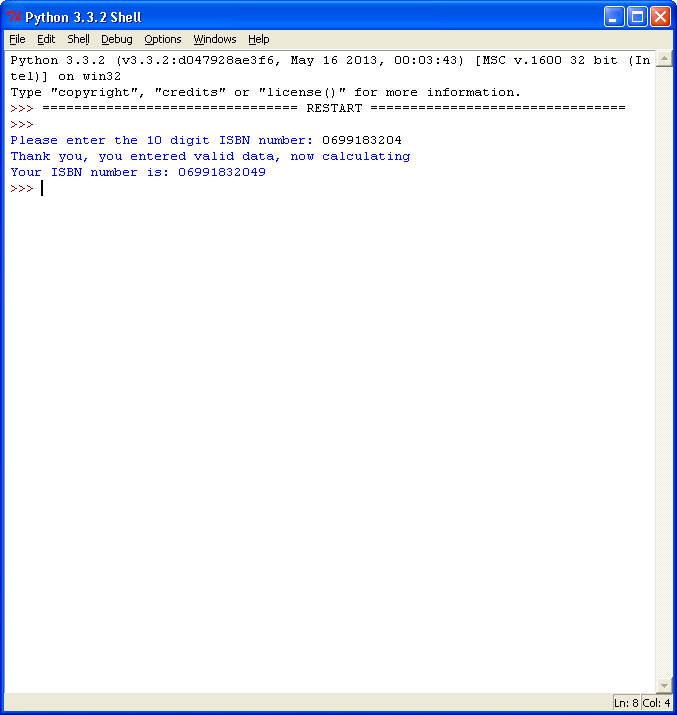 Python 3.3.2 Shell
File Edit Shell Debug Options Windows Help
Python 3.3.2 (v3.3.2:d047928ae3f6, May 16 2013, 00:03:43) [MSC v.1600 32 bit (In
tel)] on win32
Type "copyright", "credits" or "license()" for more information.
>>> ================================ RESTART ================================
>>>
Please enter the 10 digit ISBN number: 0699183204
Thank you, you entered valid data, now calculating
Your ISBN number is: 06991832049
>>>
Ln: 8 Col: 4